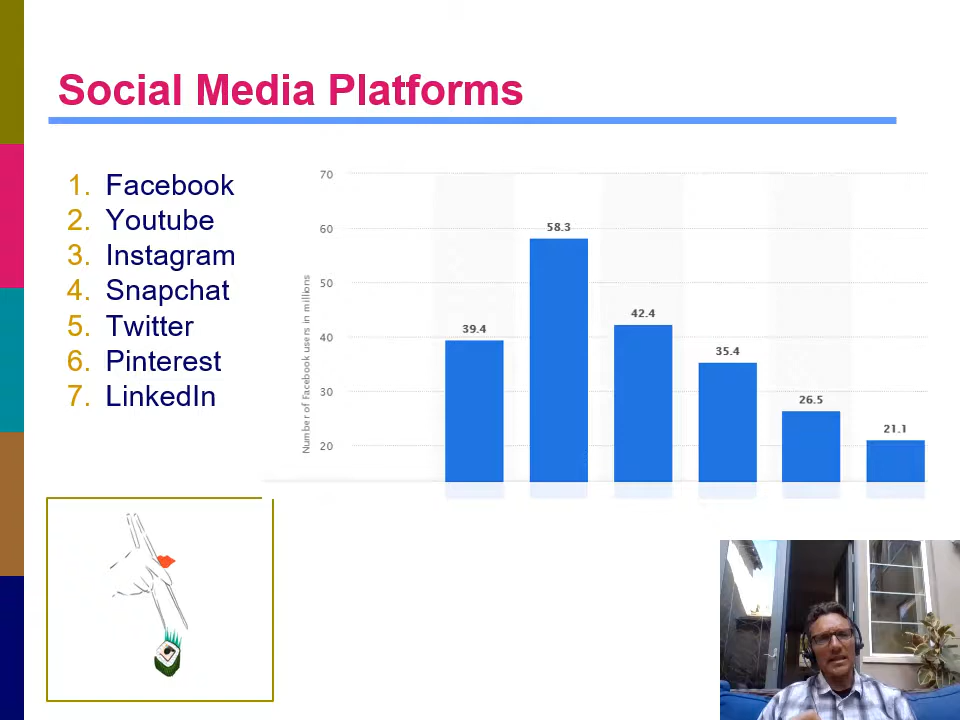 Social Media Platforms
1. Facebook
2. Youtube
3. Instagram
4. Snapchat
5. Twitter
6. Pinterest
7. LinkedIn
Number of Facebook users in millions
70
60
50
40
30
20
39.4
58.3
42.4
35.4
26.5
21.1